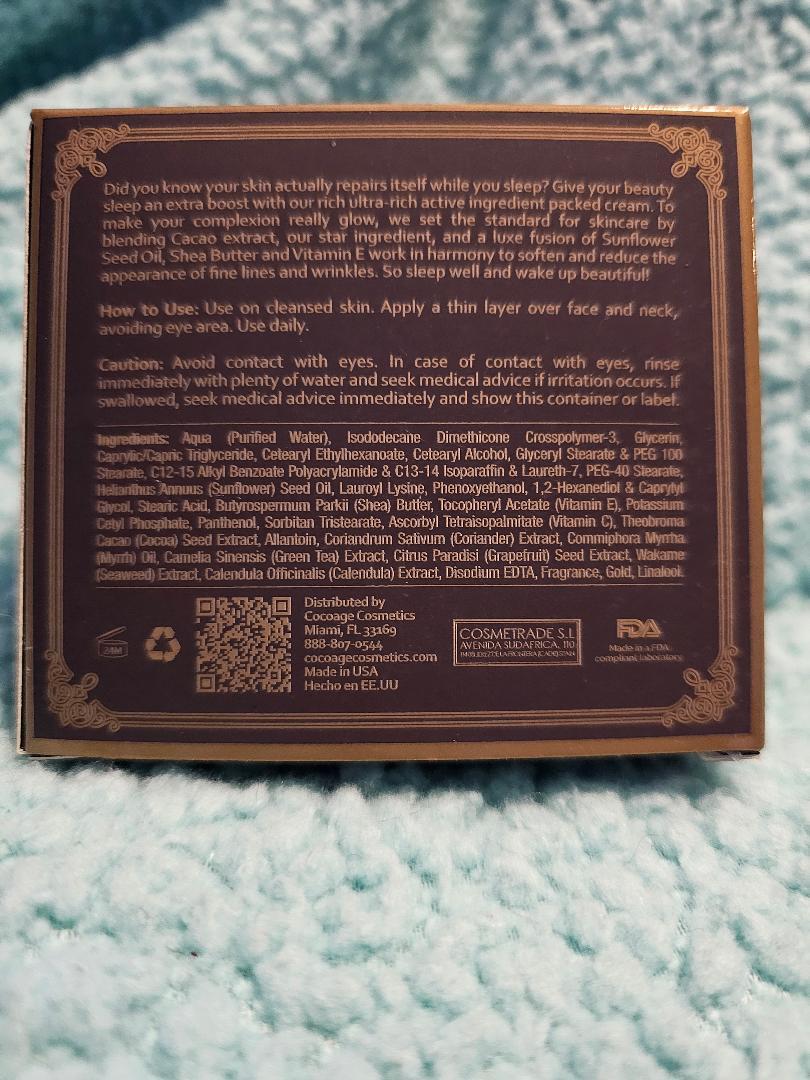 Did you know your skin actually repairs itself while you sleep? Give your beauty
sleep an extra boost with our rich ultra-rich active ingredient packed cream. To
make your complexion really glow, we set the standard for skincare by
blending Cacao extract, our star ingredient, and a luxe fusion of Sunflower
Seed Oil, Shea Butter and Vitamin E work in harmony to soften and reduce the
appearance of fine lines and wrinkles. So sleep well and wake up beautiful!
How to Use: Use on cleansed skin. Apply a thin layer over face and neck,
avoiding eye area. Use daily.
Caution: Avoid contact with eyes. In case of contact with eyes, rinse
immediately with plenty of water and seek medical advice if irritation occurs. If
swallowed, seek medical advice immediately and show this container or label.
Ingredients: Aqua (Purified Water), Isododecane Dimethicone Crosspolymer-3, Glycerin,
Caprylic/Capric Triglyceride, Cetearyl Ethylhexanoate, Cetearyl Alcohol, Glyceryl Stearate & PEG 100
Stearate, C12-15 Alkyl Benzoate Polyacrylamide & C13-14 Isoparaffin & Laureth-7, PEG-40 Stearate,
Helianthus Annuus (Sunflower) Seed Oil, Lauroyl Lysine, Phenoxyethanol, 1,2-Hexanediol & Caprylyl
Glycol, Stearic Acid, Butyrospermum Parkii (Shea) Butter, Tocopheryl Acetate (Vitamin E), Potassium
Cetyl Phosphate, Panthenol, Sorbitan Tristearate, Ascorbyl Tetraisopalmitate (Vitamin C), Theobroma
Cacao (Cocoa) Seed Extract, Allantoin, Coriandrum Sativum (Coriander) Extract, Commiphora Myrrha
(Myrrh) Oil, Camelia Sinensis (Green Tea) Extract, Citrus Paradisi (Grapefruit) Seed Extract, Wakame
(Seaweed) Extract, Calendula Officinalis (Calendula) Extract, Disodium EDTA, Fragrance, Gold, Linalool.
24M
Distributed by
Cocoage Cosmetics
Miami, FL 33169
888-807-0544
cocoagecosmetics.com
Made in USA
Hecho en EE.UU
COSMETRADE S.L
AVENIDA SUDAFRICA, 110
FDA
Made in a FDA
compliant laboratory